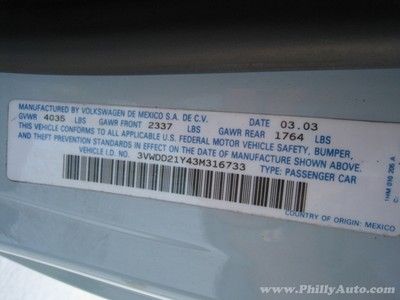 MANUFACTURED BY VOLKSWAGEN DE MEXICO S.A. DE C.V. DATE 03.03
GVWR 4035 LBS GAWR FRONT 2337 LBS GAWR REAR 1764 LBS
THIS VEHICLE CONFORMS TO ALL APPLICABLE U.S. FEDERAL MOTOR VEHICLE SAFETY, BUMPER,
AND THEFT PREVENTION STANDARDS IN EFFECT ON THE DATE OF MANUFACTURE SHOWN ABOVE.
VEHICLE I.D. NO. 3VWDD21Y43M316733 TYPE: PASSENGER CAR
COUNTRY OF ORIGIN: MEXICO
1HM 010 206 A
www.PhillyAuto.com